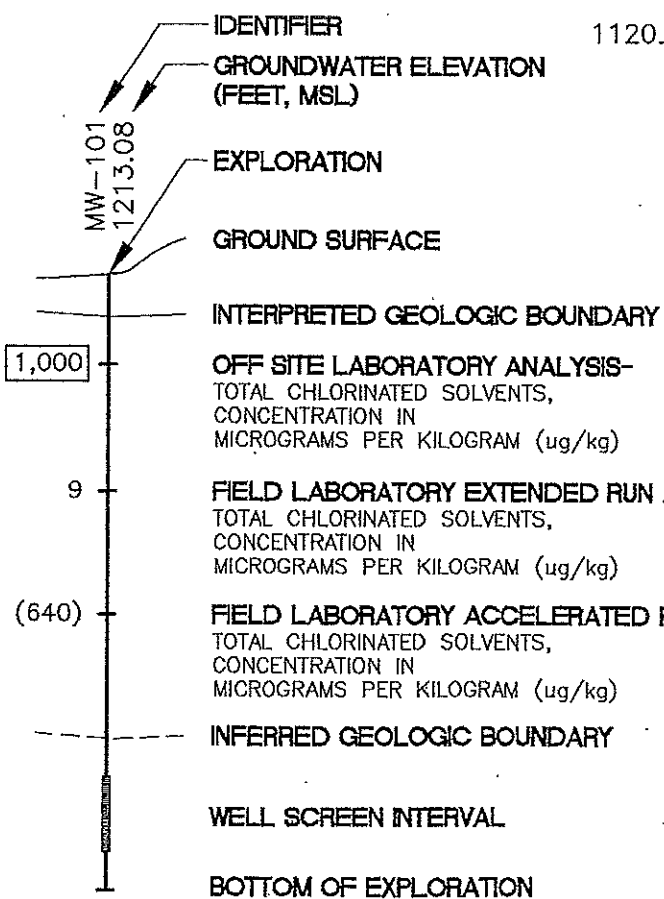 IDENTIFIER
1120.
GROUNDWATER ELEVATION
(FEET, MSL)
MW-101
1213.08
EXPLORATION
GROUND SURFACE
INTERPRETED GEOLOGIC BOUNDARY
1,000
OFF SITE LABORATORY ANALYSIS-
TOTAL CHLORINATED SOLVENTS,
CONCENTRATION IN
MICROGRAMS PER KILOGRAM (ug/kg)
9
FIELD LABORATORY EXTENDED RUN
TOTAL CHLORINATED SOLVENTS,
CONCENTRATION IN
MICROGRAMS PER KILOGRAM (ug/kg)
(640)
FIELD LABORATORY ACCELERATED
TOTAL CHLORINATED SOLVENTS,
CONCENTRATION IN
MICROGRAMS PER KILOGRAM (ug/kg)
INFERRED GEOLOGIC BOUNDARY
WELL SCREEN INTERVAL
BOTTOM OF EXPLORATION